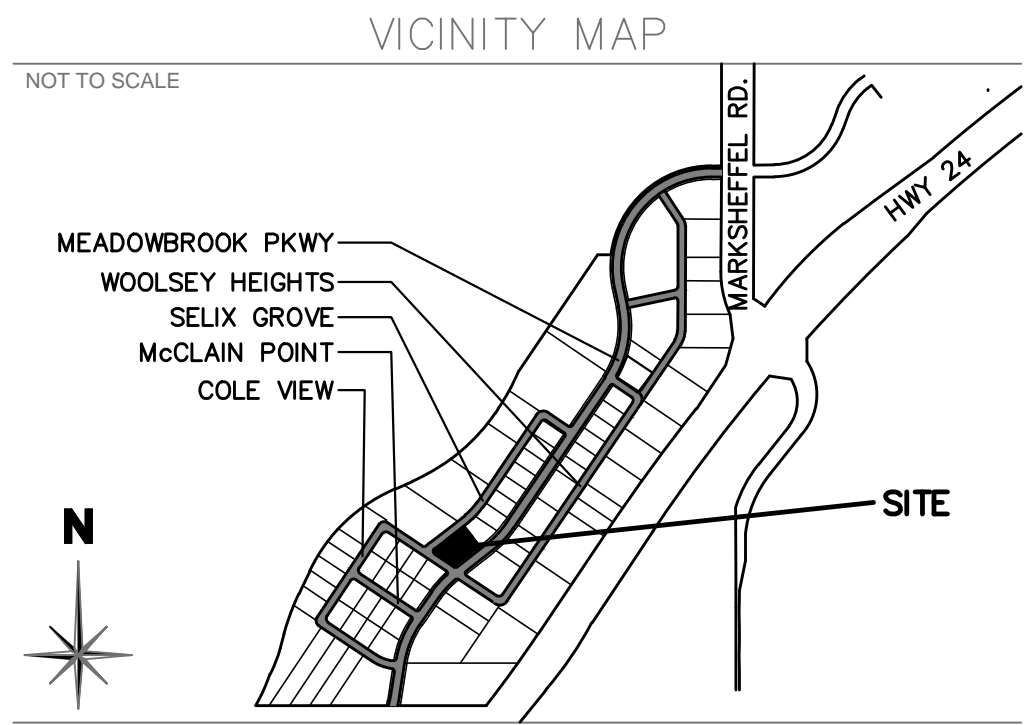 VICINITY MAP
NOT TO SCALE
MARKSHEFFEL RD.
HWY 24
MEADOWBROOK PKWY
WOOLSEY HEIGHTS
SELIX GROVE
McCLAIN POINT
COLE VIEW
SITE
N